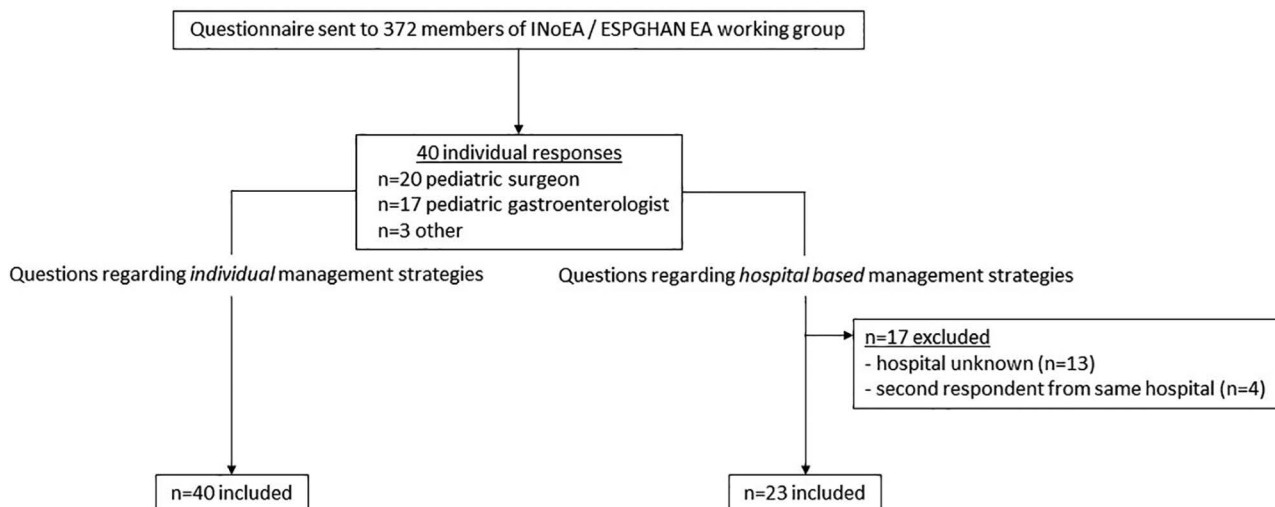 Questionnaire sent to 372 members of INoEA / ESPGHAN EA working group
40 individual responses
n=20 pediatric surgeon
n=17 pediatric gastroenterologist
n=3 other
Questions regarding individual management strategies
Questions regarding hospital based management strategies
n=17 excluded
- hospital unknown (n=13)
- second respondent from same hospital (n=4)
n=40 included
n=23 included